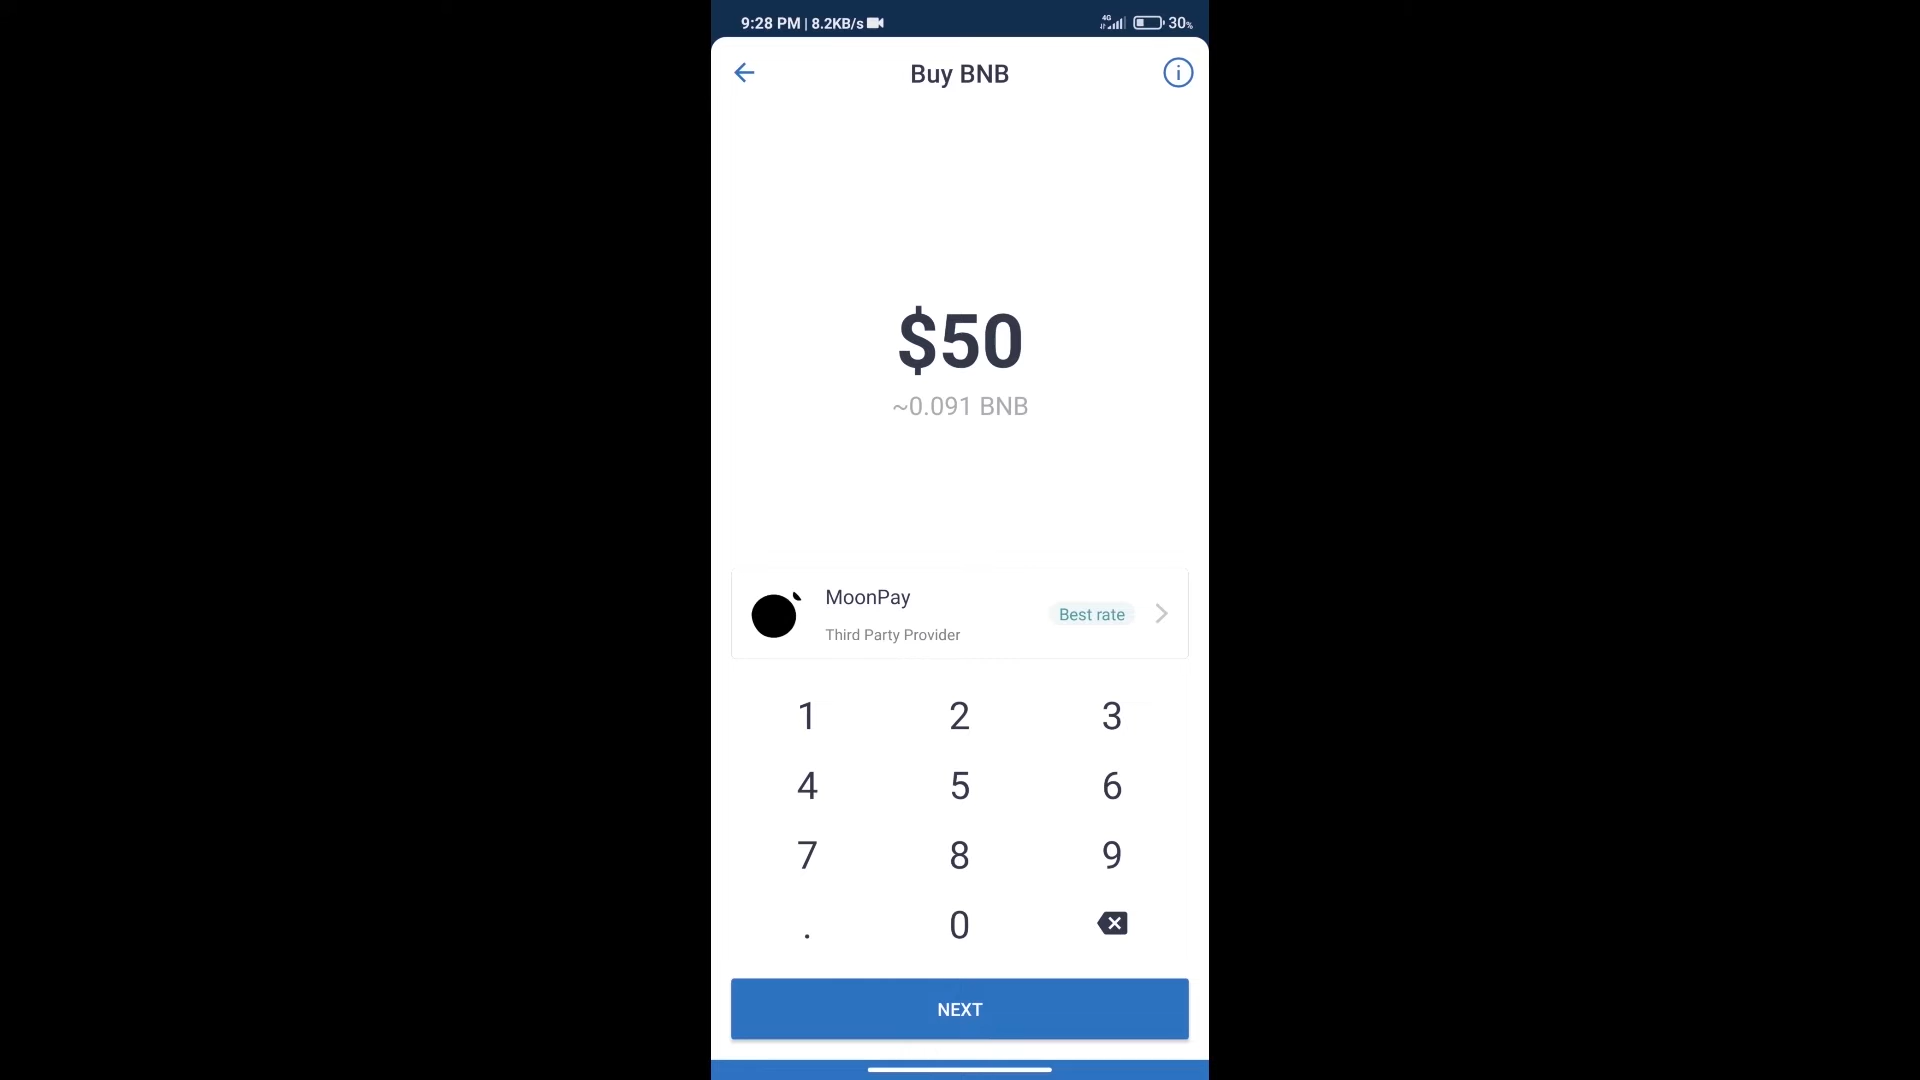 9:28 PM | 8.2KB/s 4G 30%
Buy BNB
$50
~0.091 BNB
MoonPay
Best rate
Third Party Provider
1 2 3
4 5 6
7 8 9
. 0
NEXT